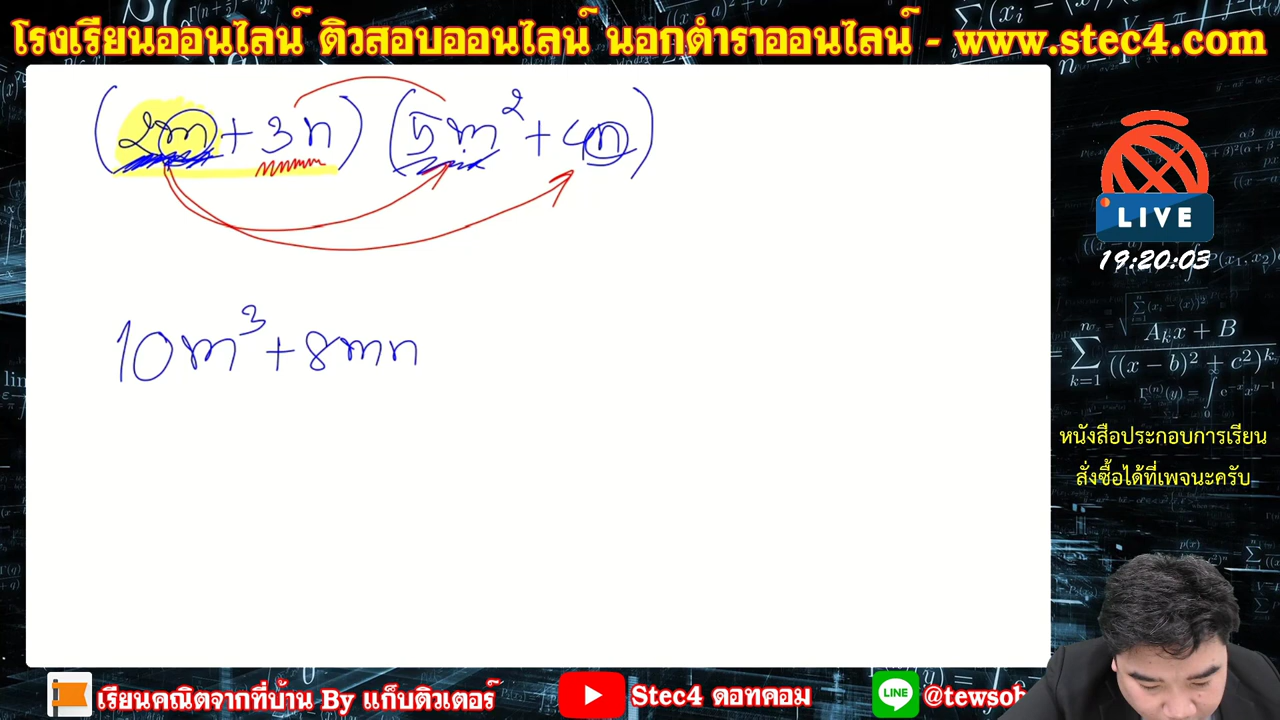 โรงเรียนออนไลน์ ติวสอบออนไลน์ นอกตำราออนไลน์ - www.stec4.com
(2m+3n) (5m²+4n)
LIVE
19:20:03
10m³+8mn
หนังสือประกอบการเรียน
สั่งซื้อได้ที่เพจนะครับ
เรียนคณิตจากที่บ้าน By แก็บติวเตอร์
Stec4 ดอทคอม
LINE